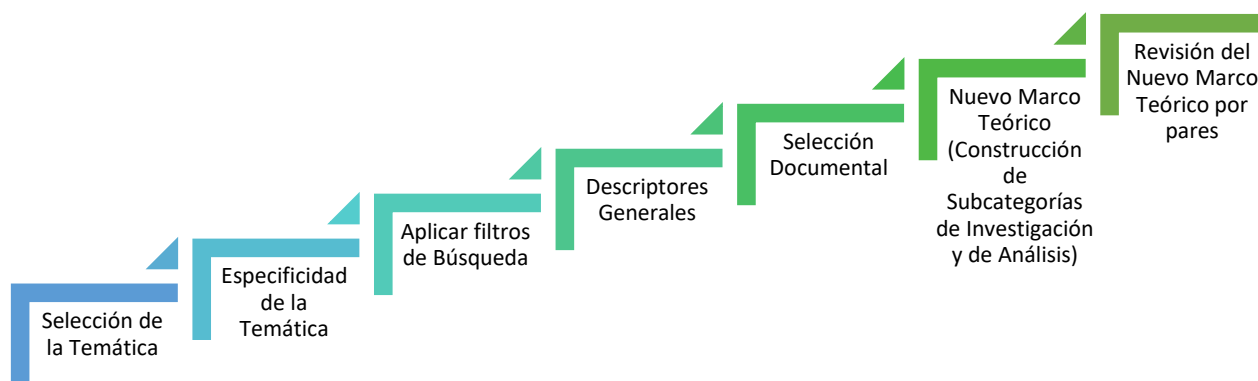 Selección de
la Temática
Especificidad
de la
Temática
Aplicar filtros
de Búsqueda
Descriptores
Generales
Selección
Documental
Nuevo Marco
Teórico
(Construcción
de
Subcategorías
de Investigación
y de Análisis)
Revisión del
Nuevo Marco
Teórico por
pares